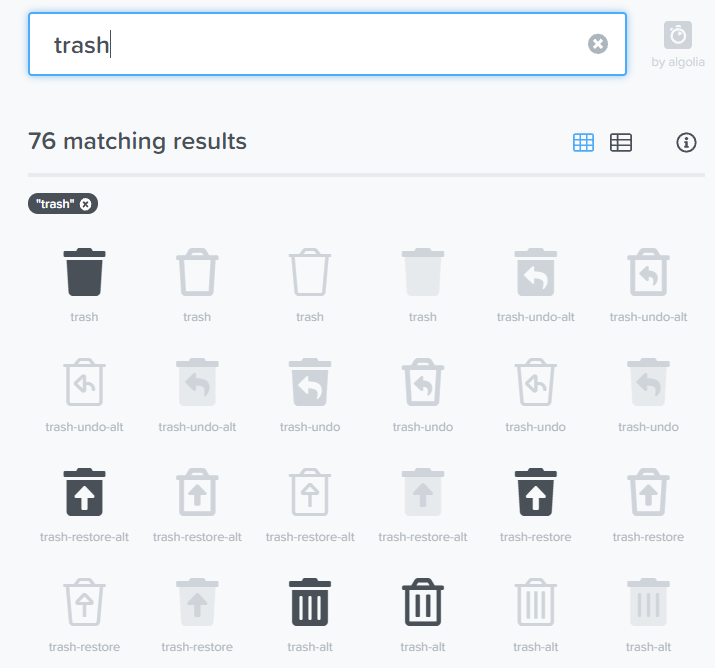 trash
by algolia
76 matching results
"trash"
trash trash trash trash trash-undo-alt trash-undo-alt
trash-undo-alt trash-undo-alt trash-undo trash-undo trash-undo trash-undo
trash-restore-alt trash-restore-alt trash-restore-alt trash-restore-alt trash-restore trash-restore
trash-restore trash-restore trash-alt trash-alt trash-alt trash-alt